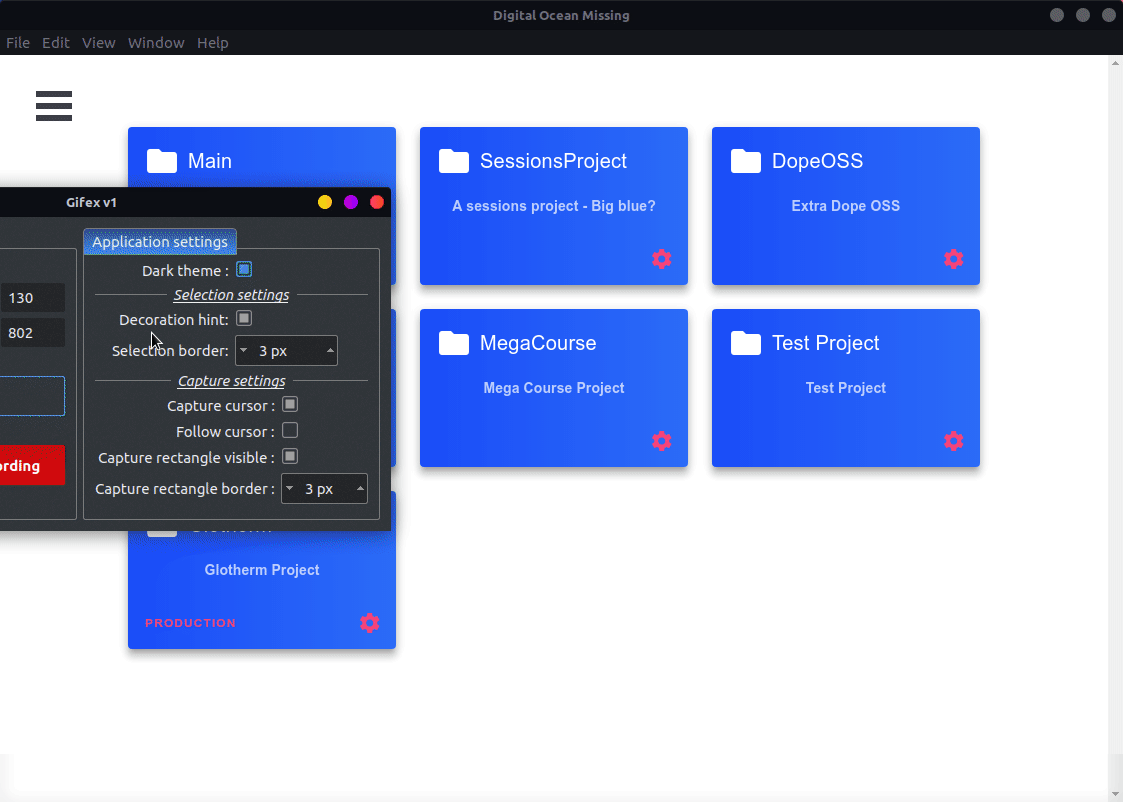 Digital Ocean Missing
File Edit View Window Help
Main
SessionsProject
A sessions project - Big blue?
DopeOSS
Extra Dope OSS
Gifex v1
130
802
Application settings
Dark theme :
Selection settings
Decoration hint:
Selection border: 3 px
Capture settings
Capture cursor :
Follow cursor :
Capture rectangle visible :
Capture rectangle border : 3 px
MegaCourse
Mega Course Project
Test Project
Test Project
Glotherm Project
PRODUCTION